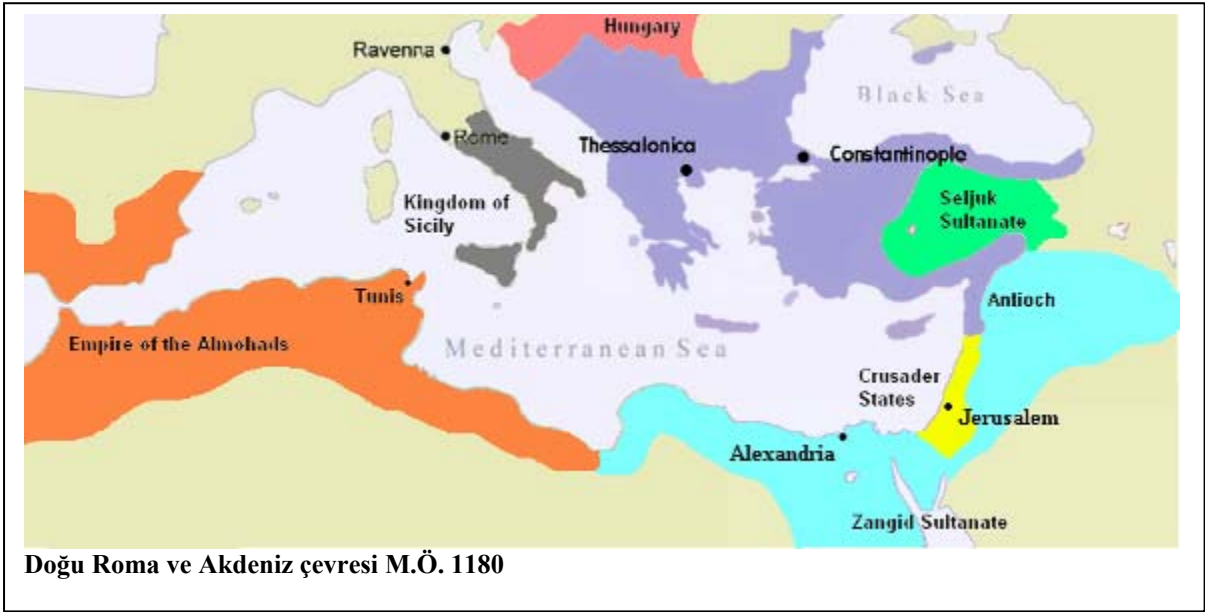 Hungary
Ravenna
Black Sea
Rome
Thessalonica
Constantinople
Kingdom of
Sicily
Seljuk
Sultanate
Tunis
Antioch
Empire of the Almohads
Mediterranean Sea
Crusader
States
Jerusalem
Alexandria
Zangid Sultanate
Doğu Roma ve Akdeniz çevresi M.Ö. 1180